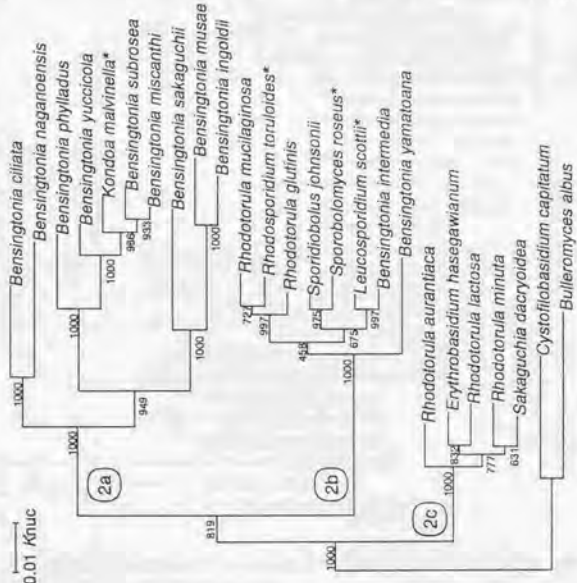 0.01 Knuc
Bensingtonia ciliata
1000
Bensingtonia naganoensis
1000
Bensingtonia phylladus
1000
Bensingtonia yuccicola
1000
Kondoa malvinella*
986
Bensingtonia subrosea
933
Bensingtonia miscanthi
949
Bensingtonia sakaguchii
1000
Bensingtonia musae
1000
Bensingtonia ingoldii
2a
819
Rhodotorula mucilaginosa
727
Rhodosporidium toruloides*
997
Rhodotorula glutinis
458
Sporidiobolus johnsonii
975
Sporobolomyces roseus*
675
Leucosporidium scottii*
997
Bensingtonia intermedia
1000
Bensingtonia yamatoana
2b
Rhodotorula aurantiaca
1000
Erythrobasidium hasegawianum
832
Rhodotorula lactosa
777
Rhodotorula minuta
631
Sakaguchia dacryoidea
2c
1000
Cystofilobasidium capitatum
Bulleromyces albus